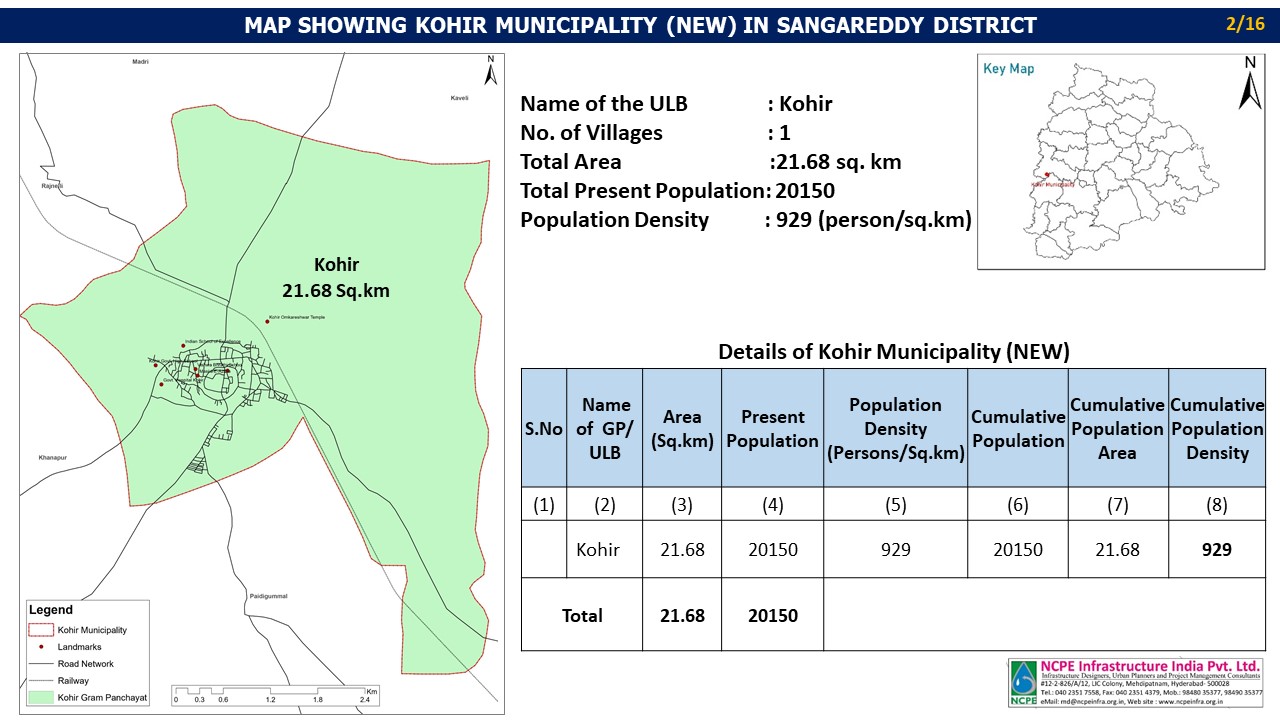 MAP SHOWING KOHIR MUNICIPALITY (NEW) IN SANGAREDDY DISTRICT
2/16
Madri
N
Kaveli
Rajneli
Kohir
21.68 Sq.km
Kohir Omkareshwar Temple
Indian School of Excellence
Khanapur
Paidigummal
Legend
Kohir Municipality
Landmarks
Road Network
Railway
Kohir Gram Panchayat
Km
0 0.3 0.6 1.2 1.8 2.4
Name of the ULB : Kohir
No. of Villages : 1
Total Area :21.68 sq. km
Total Present Population: 20150
Population Density : 929 (person/sq.km)
Key Map
N
Kohir Municipality
Details of Kohir Municipality (NEW)
S.No Name of GP/ ULB Area (Sq.km) Present Population Population Density (Persons/Sq.km) Cumulative Population Cumulative Population Area Cumulative Population Density
(1) (2) (3) (4) (5) (6) (7) (8)
Kohir 21.68 20150 929 20150 21.68 929
Total 21.68 20150
NCPE
NCPE Infrastructure India Pvt. Ltd.
Infrastructure Designers, Urban Planners and Project Management Consultants
#12-2-826/A/12, LIC Colony, Mehdipatnam, Hyderabad- 500028
Tel.: 040 2351 7558, Fax: 040 2351 4379, Mob.: 98480 35377, 98490 35377
eMail: md@ncpeinfra.org.in, Web site : www.ncpeinfra.org.in